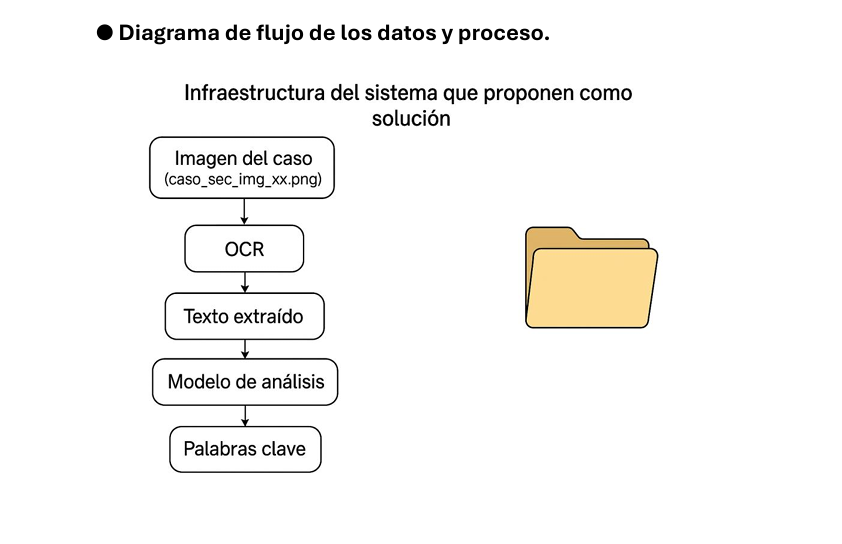 ● Diagrama de flujo de los datos y proceso.
Infraestructura del sistema que proponen como
solución
Imagen del caso
(caso_sec_img_xx.png)
OCR
Texto extraído
Modelo de análisis
Palabras clave